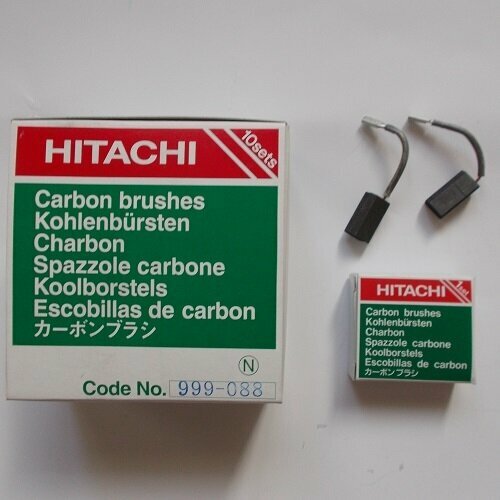 10sets
HITACHI
Carbon brushes
Kohlenbürsten
Charbon
Spazzole carbone
Koolborstels
Escobillas de carbon
カーボンブラシ
N
Code No. 999-088
1set
HITACHI
Carbon brushes
Kohlenbürsten
Charbon
Spazzole carbone
Koolborstels
Escobillas de carbon
カーボンブラシ